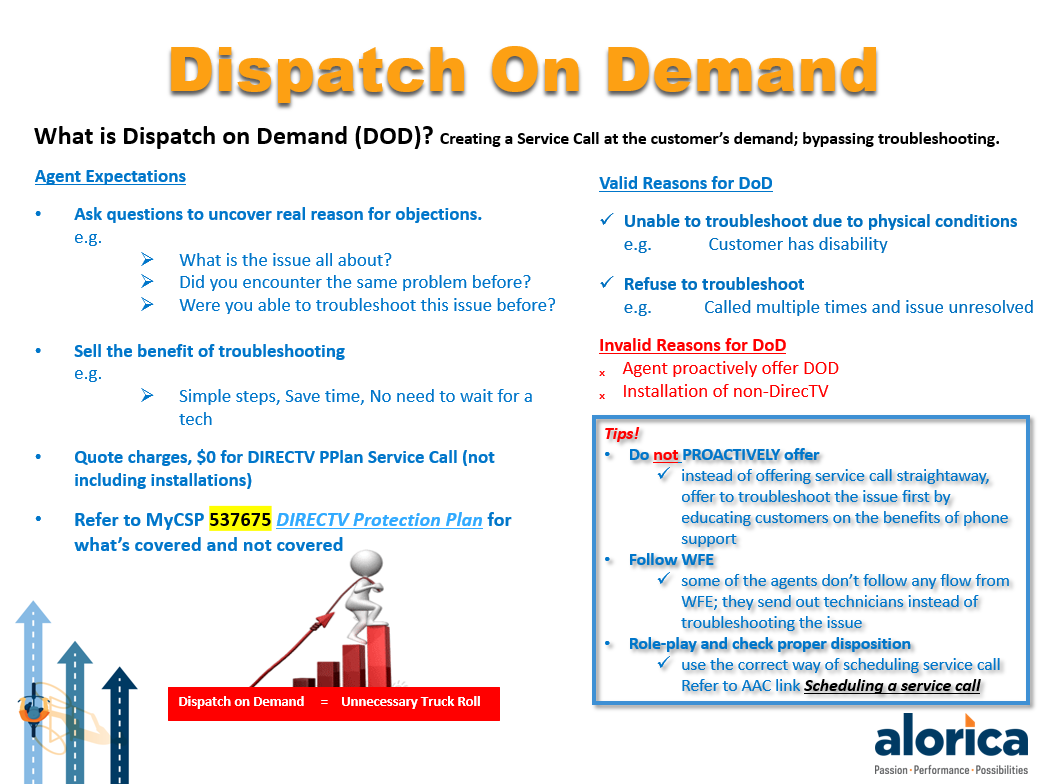 Dispatch On Demand
What is Dispatch on Demand (DOD)? Creating a Service Call at the customer’s demand; bypassing troubleshooting.
Agent Expectations
• Ask questions to uncover real reason for objections.
e.g.
➢ What is the issue all about?
➢ Did you encounter the same problem before?
➢ Were you able to troubleshoot this issue before?
• Sell the benefit of troubleshooting
e.g.
➢ Simple steps, Save time, No need to wait for a
tech
• Quote charges, $0 for DIRECTV PPlan Service Call (not
including installations)
• Refer to MyCSP 537675 DIRECTV Protection Plan for
what’s covered and not covered
Dispatch on Demand = Unnecessary Truck Roll
Valid Reasons for DoD
✓ Unable to troubleshoot due to physical conditions
e.g. Customer has disability
✓ Refuse to troubleshoot
e.g. Called multiple times and issue unresolved
Invalid Reasons for DoD
x Agent proactively offer DOD
x Installation of non-DirecTV
Tips!
• Do not PROACTIVELY offer
✓ instead of offering service call straightaway,
offer to troubleshoot the issue first by
educating customers on the benefits of phone
support
• Follow WFE
✓ some of the agents don’t follow any flow from
WFE; they send out technicians instead of
troubleshooting the issue
• Role-play and check proper disposition
✓ use the correct way of scheduling service call
Refer to AAC link Scheduling a service call
alorica
Passion · Performance · Possibilities